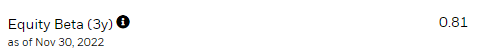 Equity Beta (3y) 0.81
as of Nov 30, 2022